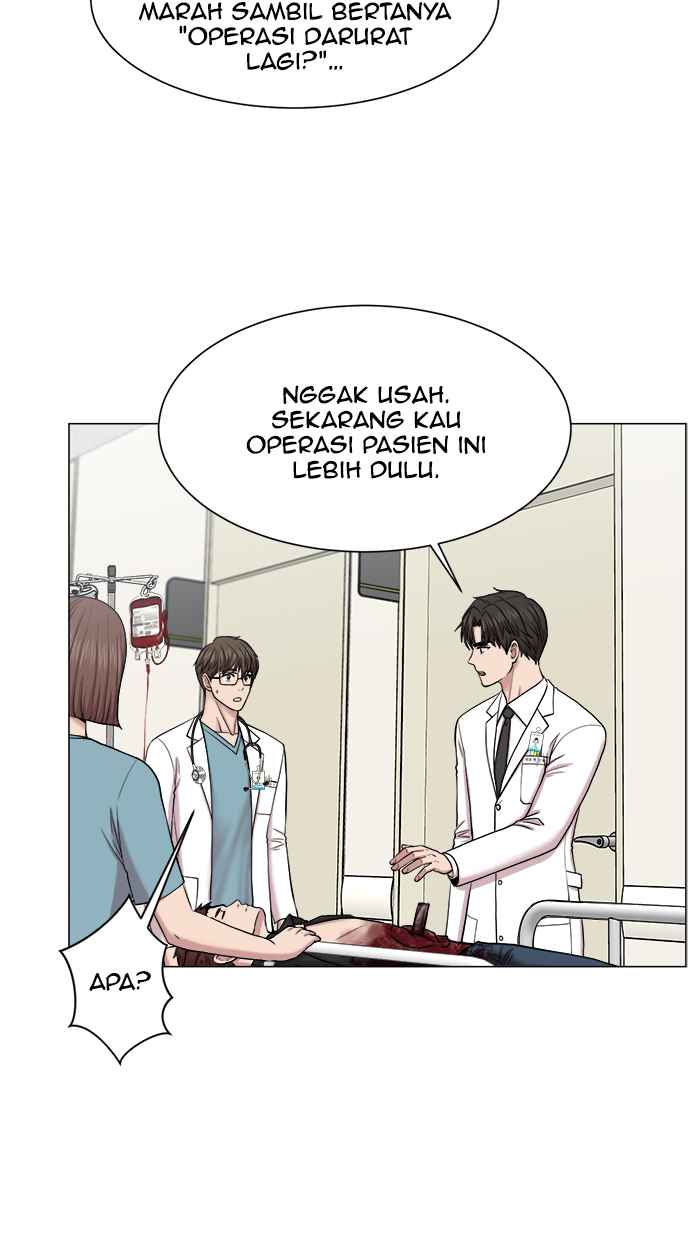 MARAH SAMBIL BERTANYA
"OPERASI DARURAT
LAGI?"...
NGGAK USAH.
SEKARANG KAU
OPERASI PASIEN INI
LEBIH DULU.
APA?